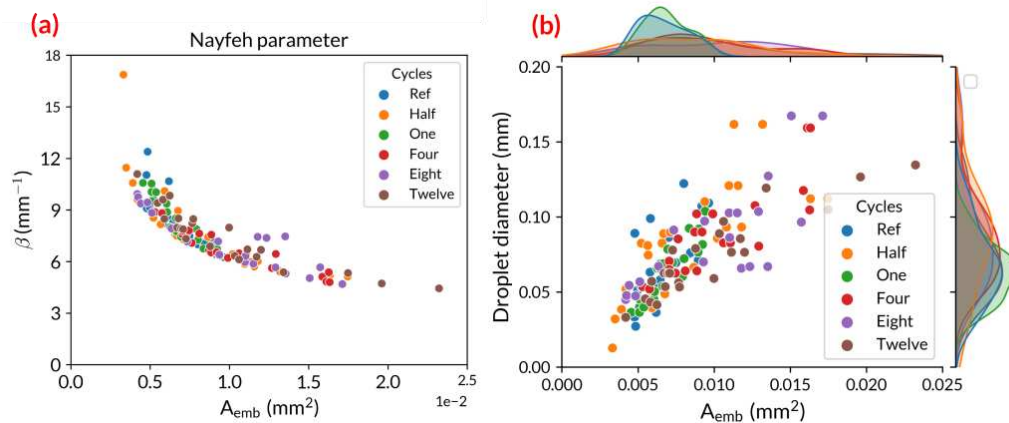 (a)
Nayfeh parameter
18
15
12
9
6
3
0
β (mm⁻¹)
Cycles
Ref
Half
One
Four
Eight
Twelve
0.0 0.5 1.0 1.5 2.0 2.5
1e−2
A_emb (mm²)
(b)
0.20
0.15
0.10
0.05
0.00
Droplet diameter (mm)
Cycles
Ref
Half
One
Four
Eight
Twelve
0.000 0.005 0.010 0.015 0.020 0.025
A_emb (mm²)